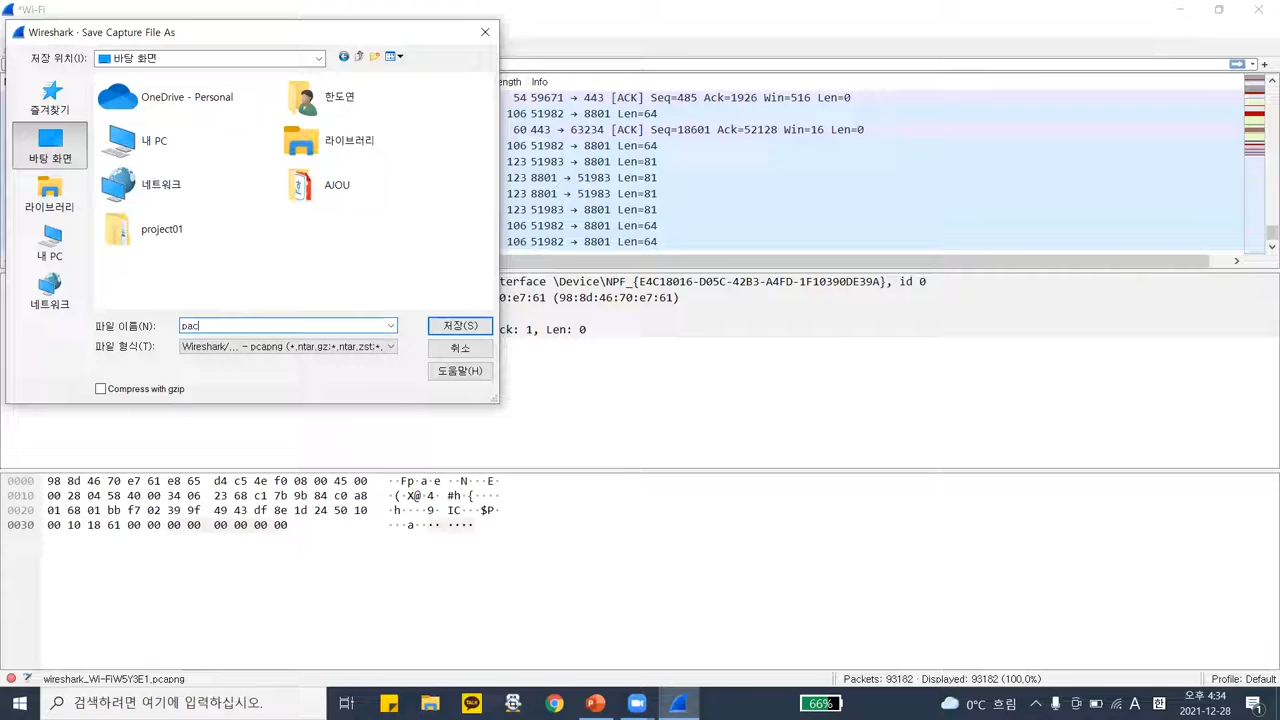 *Wi-Fi
Wireshark · Save Capture File As
저장 위치(I):
바탕 화면
즐겨찾기
바탕 화면
라이브러리
내 PC
네트워크
OneDrive - Personal
한도연
내 PC
라이브러리
네트워크
AJOU
project01
파일 이름(N):
pac
저장(S)
파일 형식(T):
Wireshark/... - pcapng (*.ntar.gz;*.ntar.zst;*.
취소
도움말(H)
Compress with gzip
ength Info
54 59671 → 443 [ACK] Seq=485 Ack=1926 Win=516 Len=0
106 51982 → 8801 Len=64
60 443 → 63234 [ACK] Seq=18601 Ack=52128 Win=16 Len=0
106 51982 → 8801 Len=64
123 51983 → 8801 Len=81
123 8801 → 51983 Len=81
123 8801 → 51983 Len=81
123 51983 → 8801 Len=81
106 51982 → 8801 Len=64
106 51982 → 8801 Len=64
terface \Device\NPF_{E4C18016-D05C-42B3-A4FD-1F10390DE39A}, id 0
0:e7:61 (98:8d:46:70:e7:61)
ck: 1, Len: 0
0000 98 8d 46 70 e7 61 e8 65 d4 c5 4e f0 08 00 45 00 ··Fp·a·e ··N···E·
0010 00 28 04 58 40 00 34 06 23 68 c1 7b 9b 84 c0 a8 ·(·X@·4· #h·{····
0020 01 68 01 bb f7 02 39 9f 49 43 df 8e 1d 24 50 10 ·h····9· IC···$P·
0030 00 10 18 61 00 00 00 00 00 00 00 00 ···a···· ····
wireshark_Wi-FiW5Y3E1.pcapng
Packets: 93182 · Displayed: 93182 (100.0%)
Profile: Default
검색하려면 여기에 입력하십시오.
TALK
66%
0°C 흐림
A
한
오후 4:34
2021-12-28
1